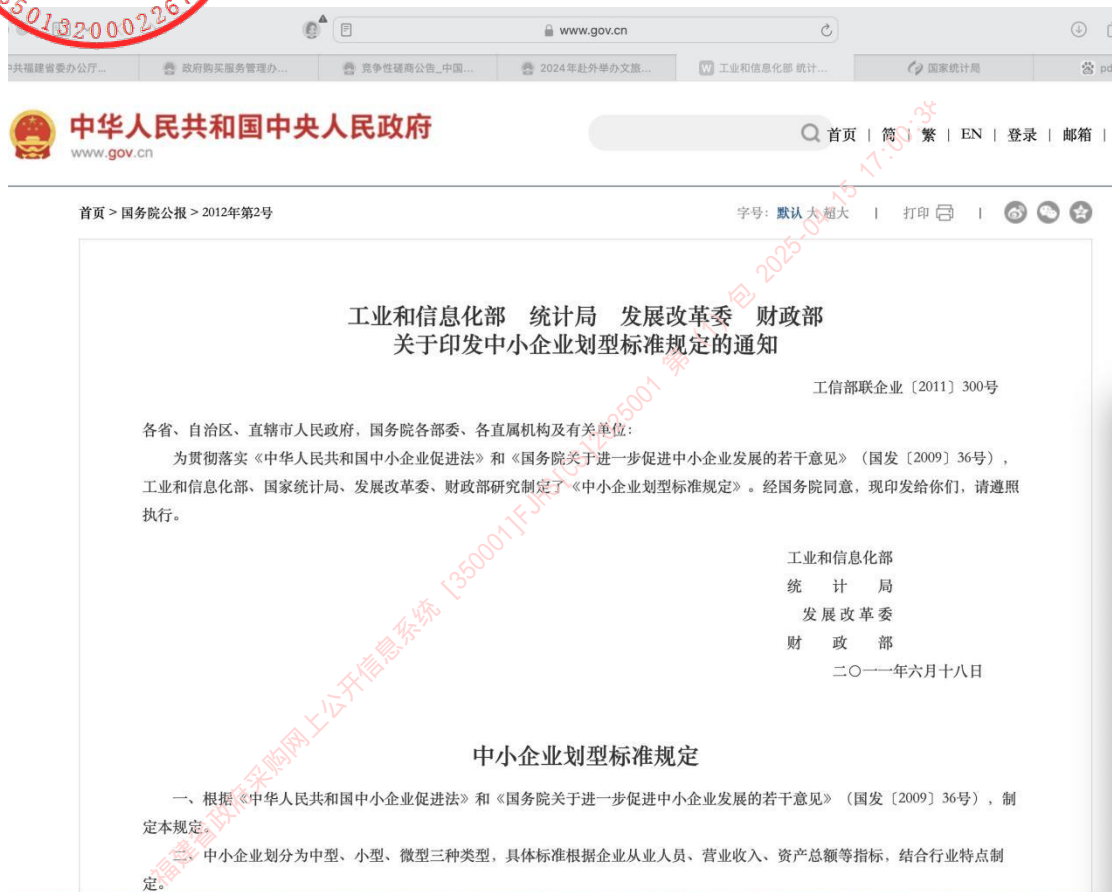 www.gov.cn
政府购买服务管理办...
竞争性磋商公告_中国...
2024年赴外举办文旅...
工业和信息化部 统计...
国家统计局
中华人民共和国中央人民政府
www.gov.cn
首页 | 简 | 繁 | EN | 登录 | 邮箱 |
首页 > 国务院公报 > 2012年第2号
字号：默认 大 超大 | 打印 |
工业和信息化部 统计局 发展改革委 财政部
关于印发中小企业划型标准规定的通知
工信部联企业〔2011〕300号
各省、自治区、直辖市人民政府，国务院各部委、各直属机构及有关单位：
为贯彻落实《中华人民共和国中小企业促进法》和《国务院关于进一步促进中小企业发展的若干意见》（国发〔2009〕36号），
工业和信息化部、国家统计局、发展改革委、财政部研究制定了《中小企业划型标准规定》。经国务院同意，现印发给你们，请遵照
执行。
工业和信息化部
统 计 局
发展改革委
财 政 部
二〇一一年六月十八日
中小企业划型标准规定
一、根据《中华人民共和国中小企业促进法》和《国务院关于进一步促进中小企业发展的若干意见》（国发〔2009〕36号），制
定本规定。
二、中小企业划分为中型、小型、微型三种类型，具体标准根据企业从业人员、营业收入、资产总额等指标，结合行业特点制
定。